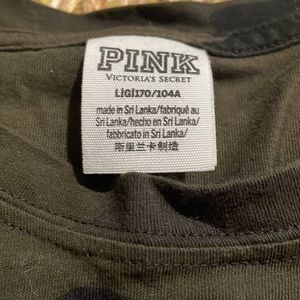 PINK
VICTORIA'S SECRET
L|G|170/104A
made in Sri Lanka/fabriqué au
Sri Lanka/hecho en Sri Lanka/
fabbricato in Sri Lanka/
斯里兰卡制造